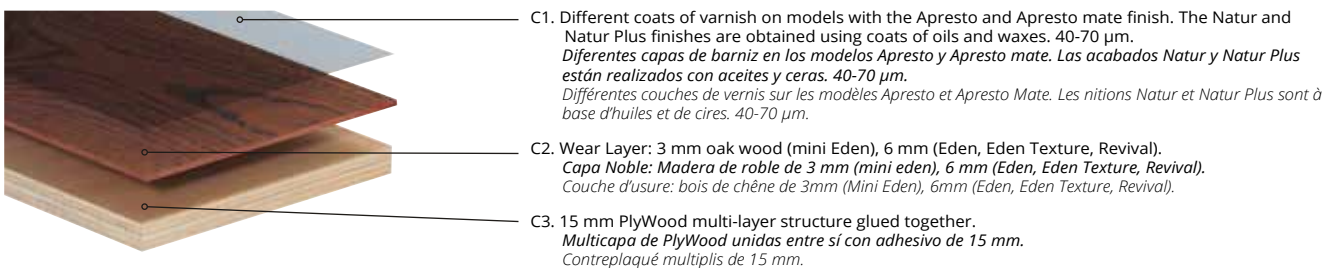 C1. Different coats of varnish on models with the Apresto and Apresto mate finish. The Natur and
Natur Plus finishes are obtained using coats of oils and waxes. 40-70 μm.
Diferentes capas de barniz en los modelos Apresto y Apresto mate. Las acabados Natur y Natur Plus
están realizados con aceites y ceras. 40-70 μm.
Différentes couches de vernis sur les modèles Apresto et Apresto Mate. Les nitions Natur et Natur Plus sont à
base d’huiles et de cires. 40-70 μm.
C2. Wear Layer: 3 mm oak wood (mini Eden), 6 mm (Eden, Eden Texture, Revival).
Capa Noble: Madera de roble de 3 mm (mini eden), 6 mm (Eden, Eden Texture, Revival).
Couche d’usure: bois de chêne de 3mm (Mini Eden), 6mm (Eden, Eden Texture, Revival).
C3. 15 mm PlyWood multi-layer structure glued together.
Multicapa de PlyWood unidas entre sí con adhesivo de 15 mm.
Contreplaqué multiplis de 15 mm.